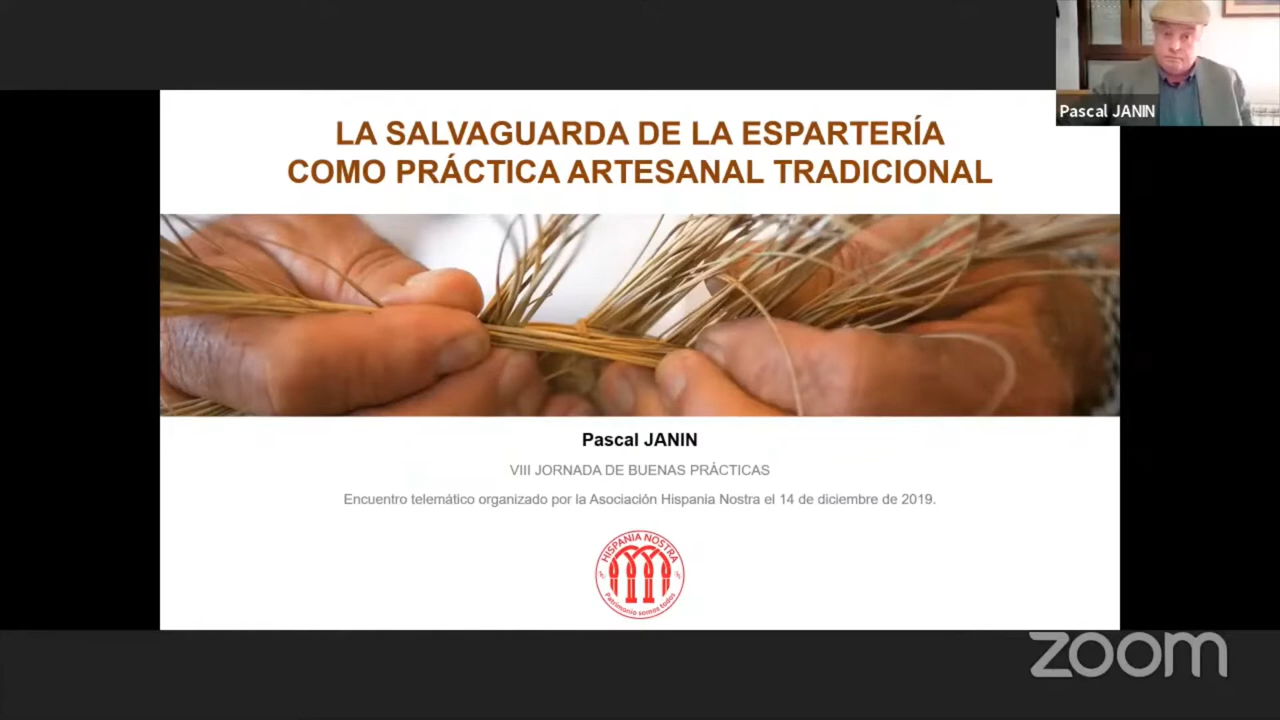 Pascal JANIN
LA SALVAGUARDA DE LA ESPARTERÍA
COMO PRÁCTICA ARTESANAL TRADICIONAL
Pascal JANIN
VIII JORNADA DE BUENAS PRÀCTICAS
Encuentro telemático organizado por la Asociación Hispania Nostra el 14 de diciembre de 2019.
HISPANIA NOSTRA
Patrimonio somos todos
zoom